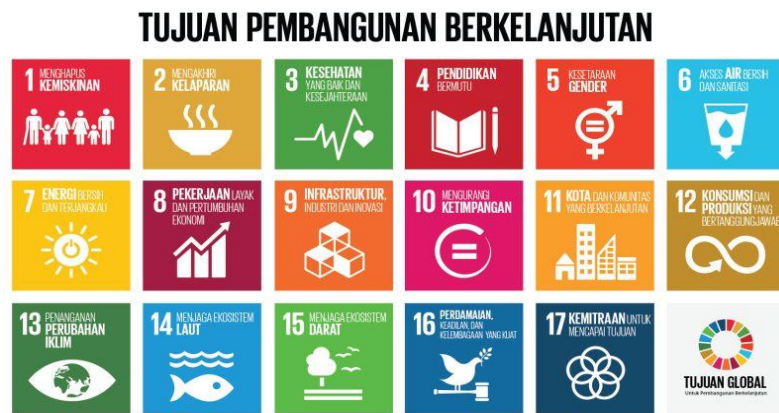 TUJUAN PEMBANGUNAN BERKELANJUTAN
1 MENGHAPUS
KEMISKINAN
2 MENGAKHIRI
KELAPARAN
3 KESEHATAN
YANG BAIK DAN
KESEJAHTERAAN
4 PENDIDIKAN
BERMUTU
5 KESETARAAN
GENDER
6 AKSES AIR BERSIH
DAN SANITASI
7 ENERGI BERSIH
DAN TERJANGKAU
8 PEKERJAAN LAYAK
DAN PERTUMBUHAN
EKONOMI
9 INFRASTRUKTUR,
INDUSTRI DAN INOVASI
10 MENGURANGI
KETIMPANGAN
11 KOTA DAN KOMUNITAS
YANG BERKELANJUTAN
12 KONSUMSI DAN
PRODUKSI YANG
BERTANGGUNGJAWAB
13 PENANGANAN
PERUBAHAN
IKLIM
14 MENJAGA EKOSISTEM
LAUT
15 MENJAGA EKOSISTEM
DARAT
16 PERDAMAIAN,
KEADILAN, DAN
KELEMBAGAAN YANG KUAT
17 KEMITRAAN UNTUK
MENCAPAI TUJUAN
TUJUAN GLOBAL
Untuk Pembangunan Berkelanjutan